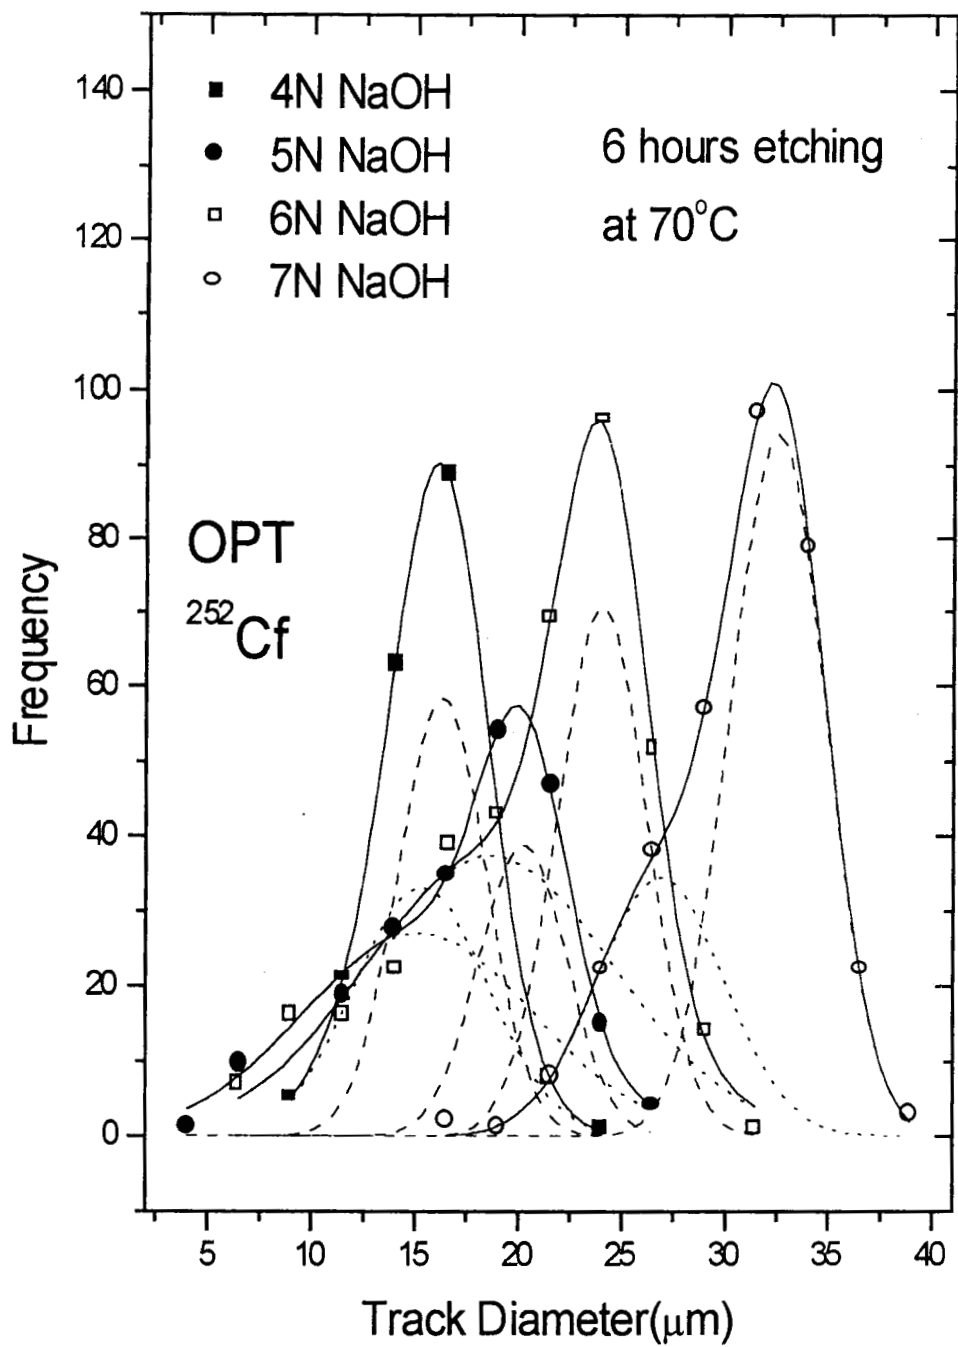 4N NaOH
5N NaOH
6N NaOH
7N NaOH
6 hours etching
at 70°C
OPT
²⁵²Cf
Frequency
140
120
100
80
60
40
20
0
5 10 15 20 25 30 35 40
Track Diameter(μm)